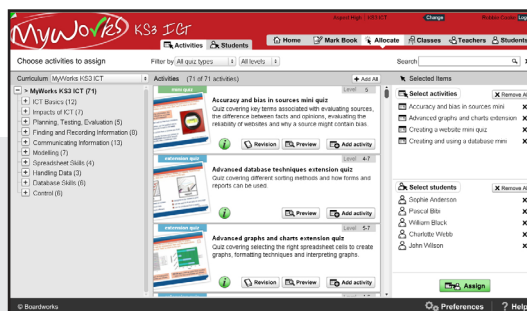 MyWorks KS3 ICT
Aspect High | KS3 ICT
Change
Robbie Custer
Log
Activities
Students
Home
Mark Book
Allocate
Classes
Teachers
Students
Choose activities to assign
Filter by All quiz types
All levels
Search
Curriculum MyWorks KS3 ICT
Activities (71 of 71 activities)
+ Add All
Selected Items
> MyWorks KS3 ICT (71)
ICT Basics (12)
Impacts of ICT (7)
Planning, Testing, Evaluation (5)
Finding and Recording Information (8)
Communicating Information (13)
Modelling (7)
Spreadsheet Skills (4)
Handling Data (3)
Database Skills (6)
Control (6)
mini quiz
Level 5
Accuracy and bias in sources mini quiz
Quiz covering key terms associated with evaluating sources,
the difference between facts and opinions, evaluating the
reliability of websites and why a source might contain bias.
Revision
Preview
Add activity
extension quiz
Level 4-7
Advanced database techniques extension quiz
Quiz covering different sorting methods and how forms and
reports can be used
Preview
Add activity
extension quiz
Level 5-7
Advanced graphs and charts extension quiz
Quiz covering selecting the right spreadsheet cells to create
graphs, formatting techniques and interpreting graphs.
Revision
Preview
Add activity
Select activities
X Remove Al
Accuracy and bias in sources mini x
Advanced graphs and charts extension x
Creating a website mini quiz x
Creating and using a database mini x
Select students
X Remove Al
Sophie Anderson x
Pascal Bibi x
William Black x
Charlotte Webb x
John Wilson x
Assign
© Boardworks
Preferences
? Help